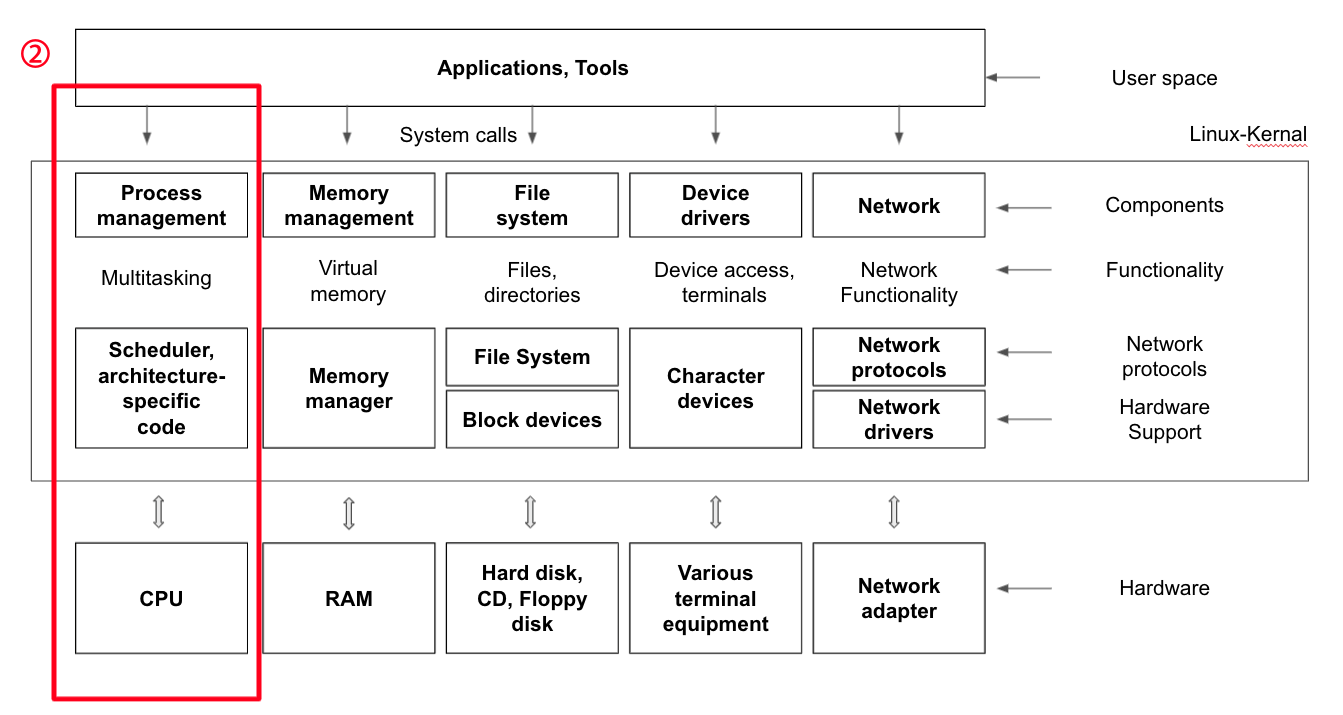 ②
Applications, Tools
User space
System calls
Linux-Kernal
Process
management
Memory
management
File
system
Device
drivers
Network
Components
Multitasking
Virtual
memory
Files,
directories
Device access,
terminals
Network
Functionality
Functionality
Scheduler,
architecture-
specific
code
Memory
manager
File System
Block devices
Character
devices
Network
protocols
Network
drivers
Network
protocols
Hardware
Support
CPU
RAM
Hard disk,
CD, Floppy
disk
Various
terminal
equipment
Network
adapter
Hardware